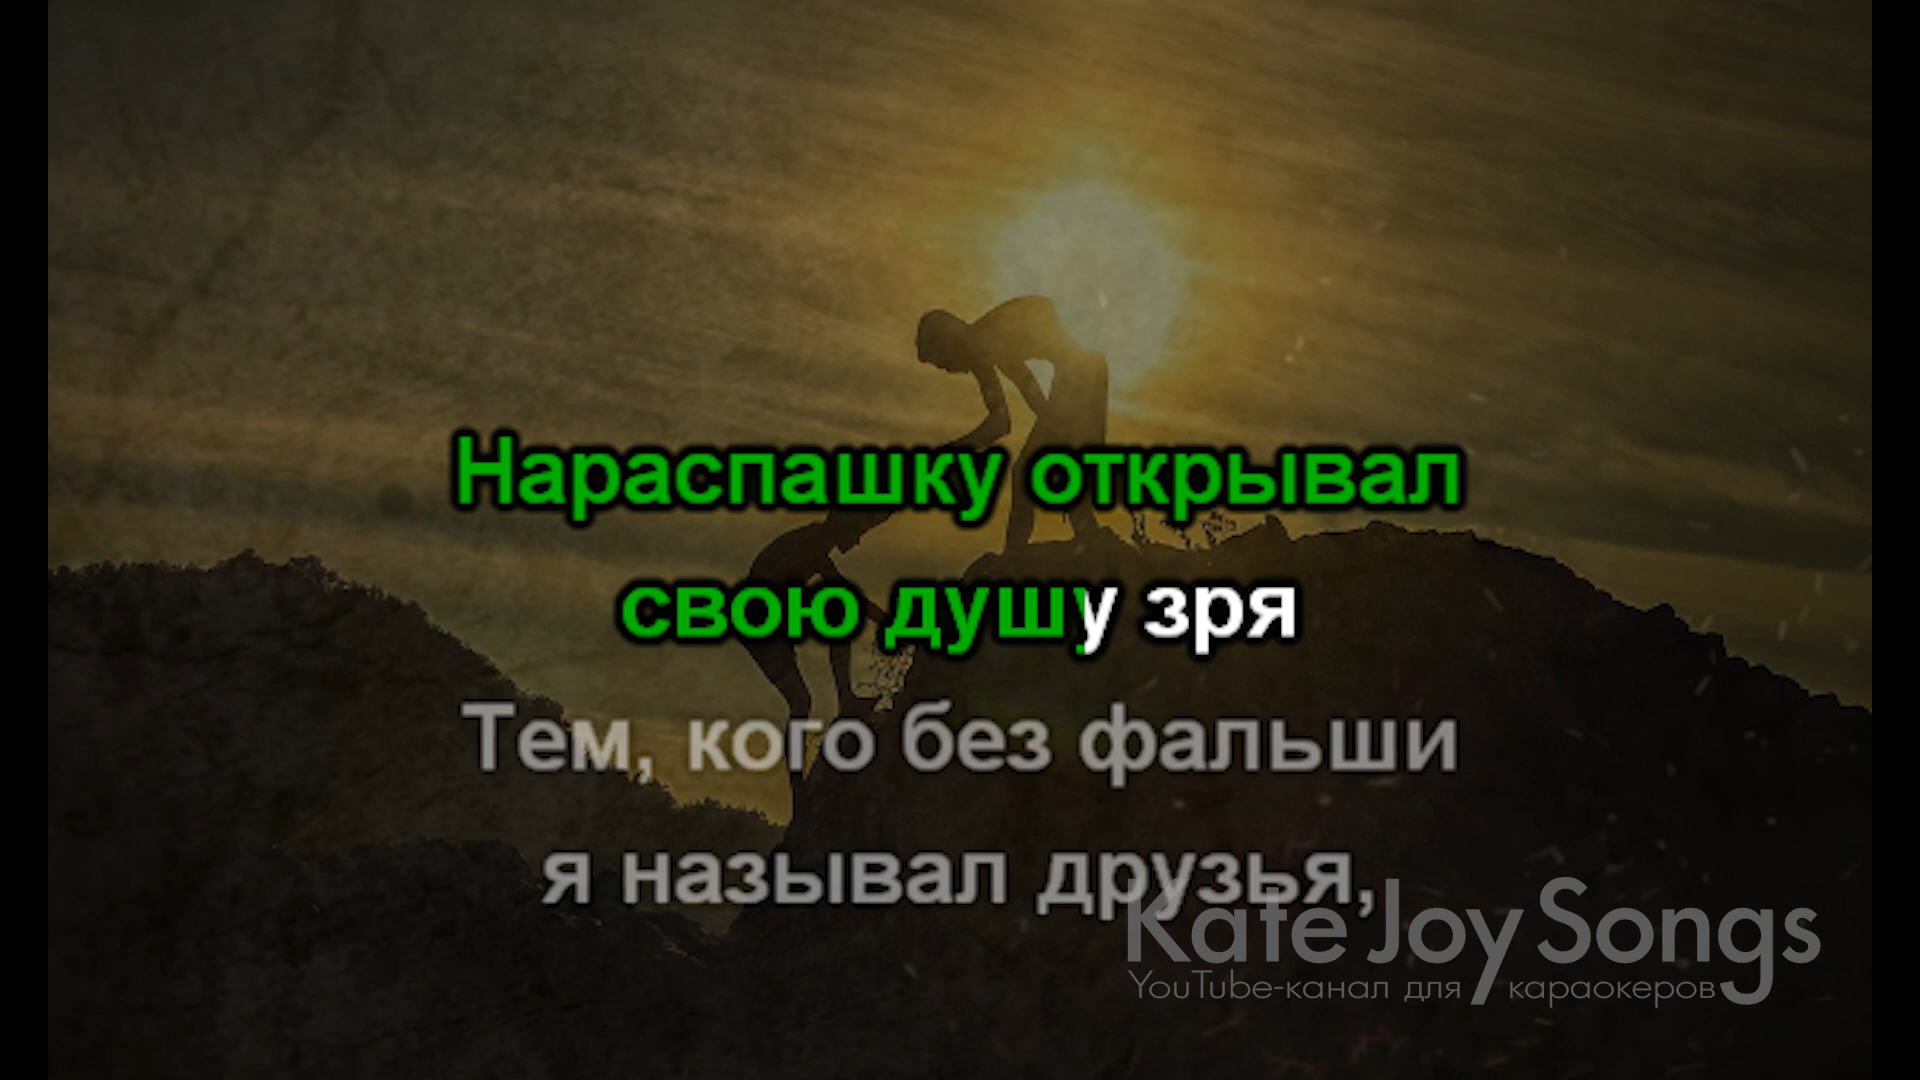 Нараспашку открывал
свою душу зря
Тем, кого без фальши
я называл друзья,
Kate Joy Songs
YouTube-канал для караокеров